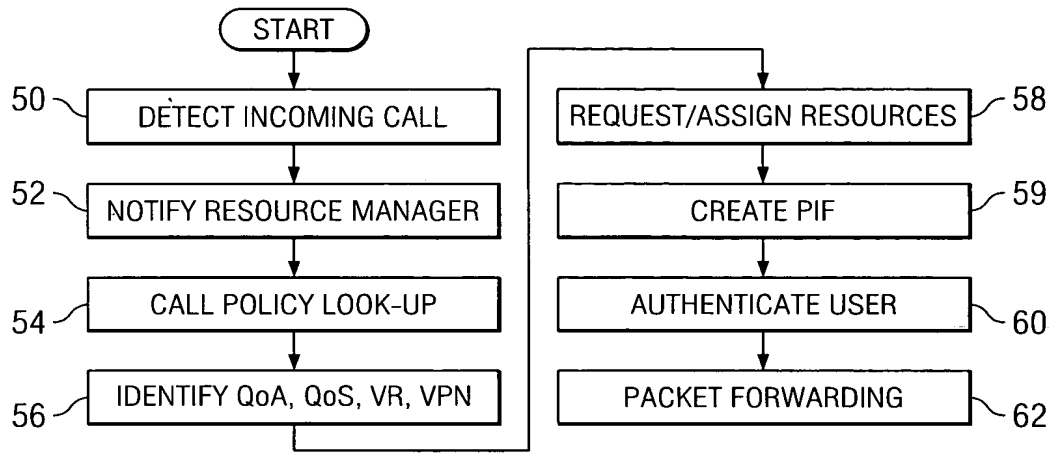 START
50
DETECT INCOMING CALL
52
NOTIFY RESOURCE MANAGER
54
CALL POLICY LOOK-UP
56
IDENTIFY QoA, QoS, VR, VPN
REQUEST/ASSIGN RESOURCES
58
CREATE PIF
59
AUTHENTICATE USER
60
PACKET FORWARDING
62